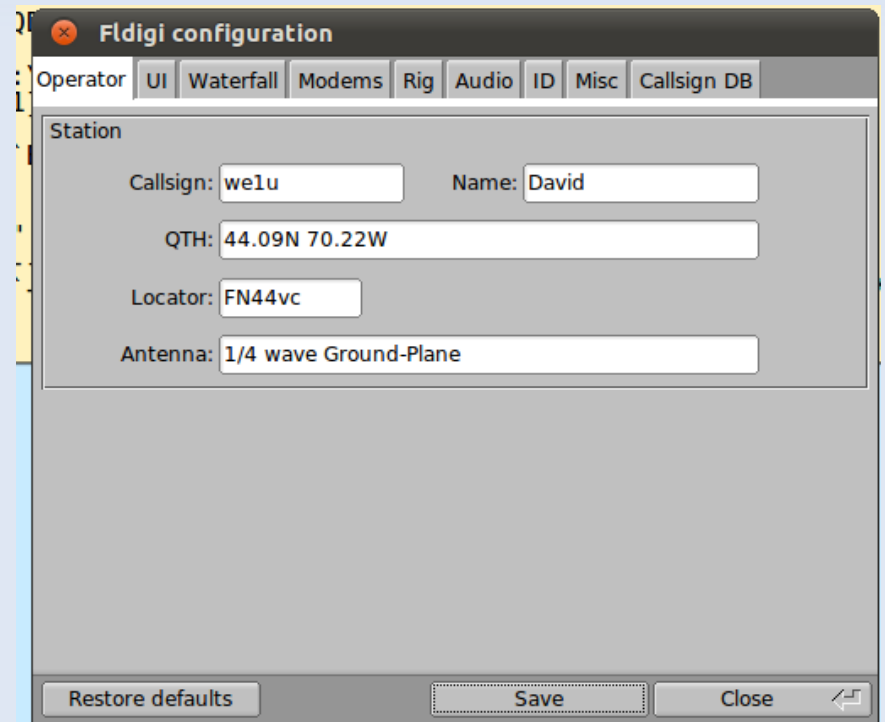 Fldigi configuration
Operator UI Waterfall Modems Rig Audio ID Misc Callsign DB
Station
Callsign: we1u Name: David
QTH: 44.09N 70.22W
Locator: FN44vc
Antenna: 1/4 wave Ground-Plane
Restore defaults Save Close